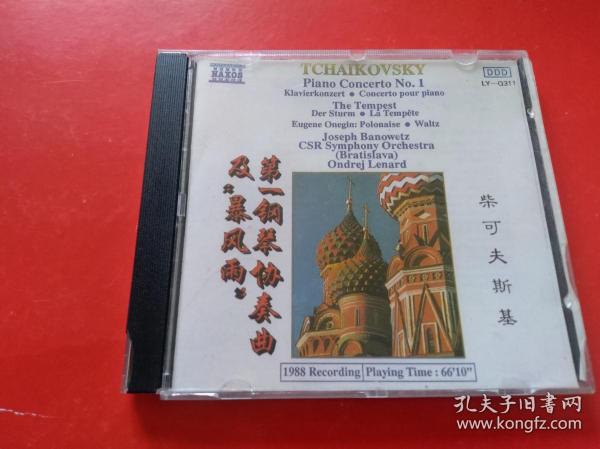 NAXOS
DDD
LY—0311
TCHAIKOVSKY
Piano Concerto No. 1
Klavierkonzert • Concerto pour piano
The Tempest
Der Sturm • La Tempête
Eugene Onegin: Polonaise • Waltz
Joseph Banowetz
CSR Symphony Orchestra
(Bratislava)
Ondrej Lenard
第一钢琴协奏曲
及“暴风雨”
柴可夫斯基
1988 Recording
Playing Time : 66'10"
孔夫子旧书网
www.kongfz.com